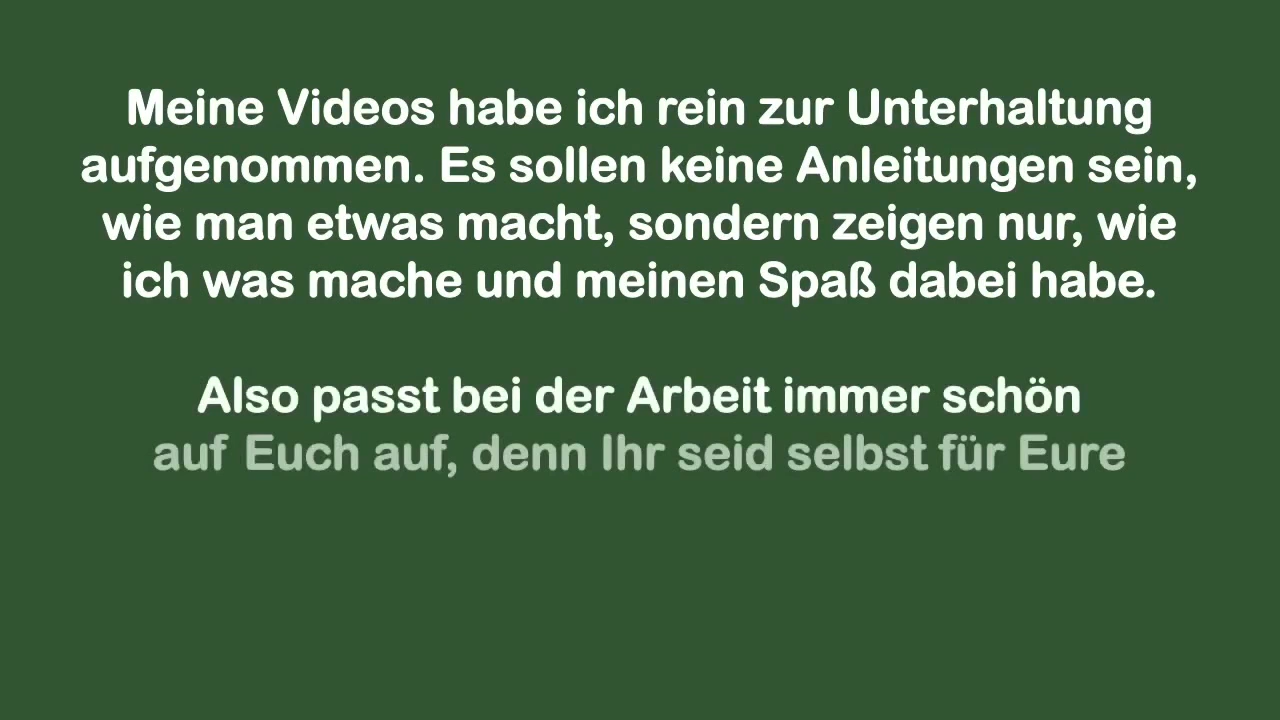 Meine Videos habe ich rein zur Unterhaltung
aufgenommen. Es sollen keine Anleitungen sein,
wie man etwas macht, sondern zeigen nur, wie
ich was mache und meinen Spaß dabei habe.
Also passt bei der Arbeit immer schön
auf Euch auf, denn Ihr seid selbst für Eure